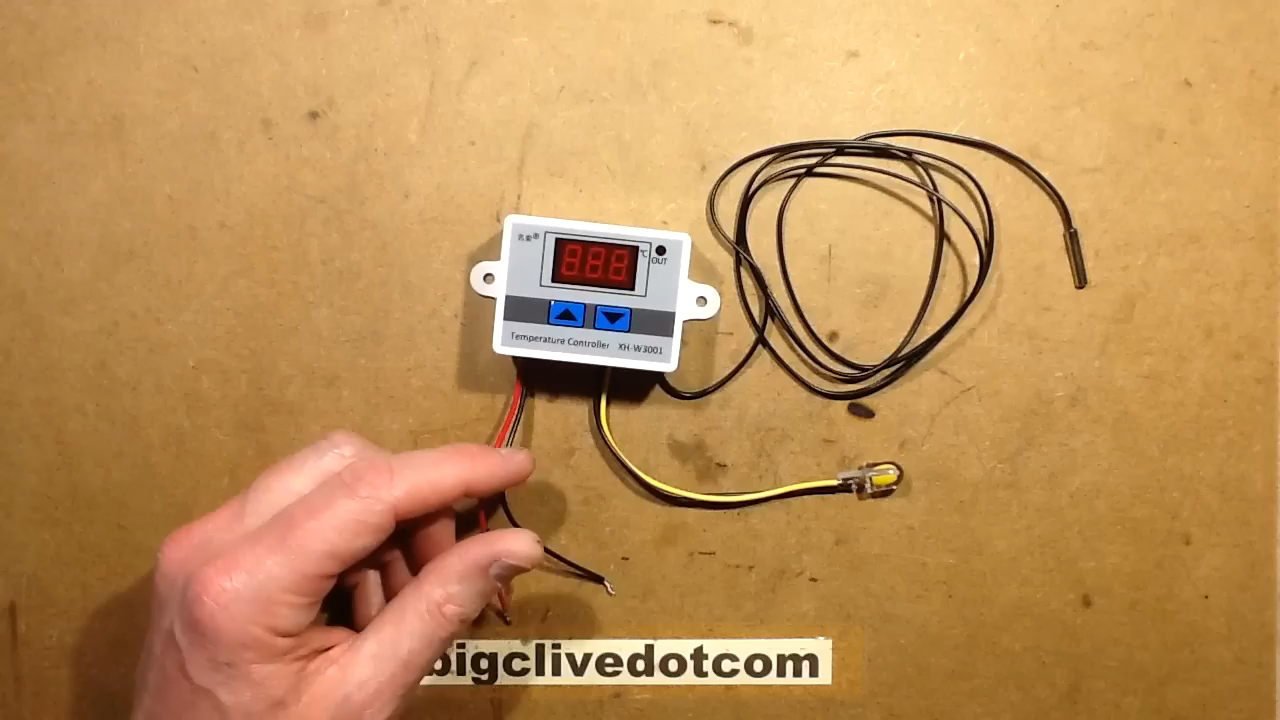 888
℃
OUT
Temperature Controller XH-W3001
bigclivedotcom